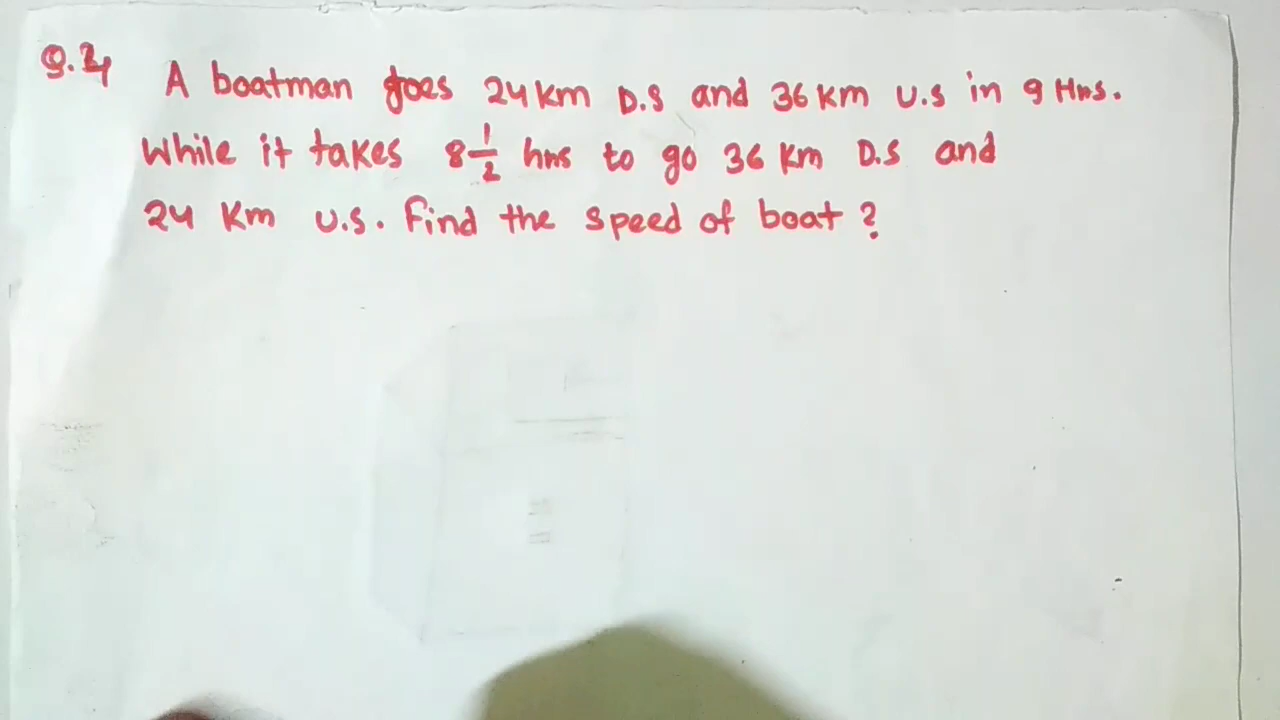 Q.24 A boatman goes 24 Km D.S and 36 Km U.S in 9 Hrs.
While it takes 8 1/2 hrs to go 36 Km D.S and
24 Km U.S. Find the speed of boat ?